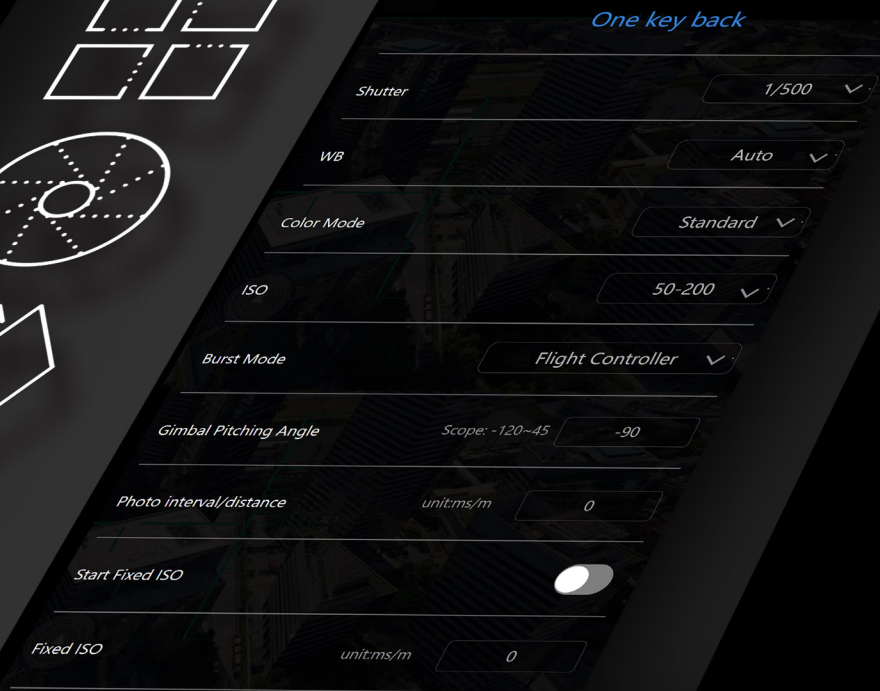 One key back
Shutter 1/500
WB Auto
Color Mode Standard
ISO 50-200
Burst Mode Flight Controller
Gimbal Pitching Angle Scope: -120~45 -90
Photo interval/distance unit:ms/m 0
Start Fixed ISO
Fixed ISO unit:ms/m 0